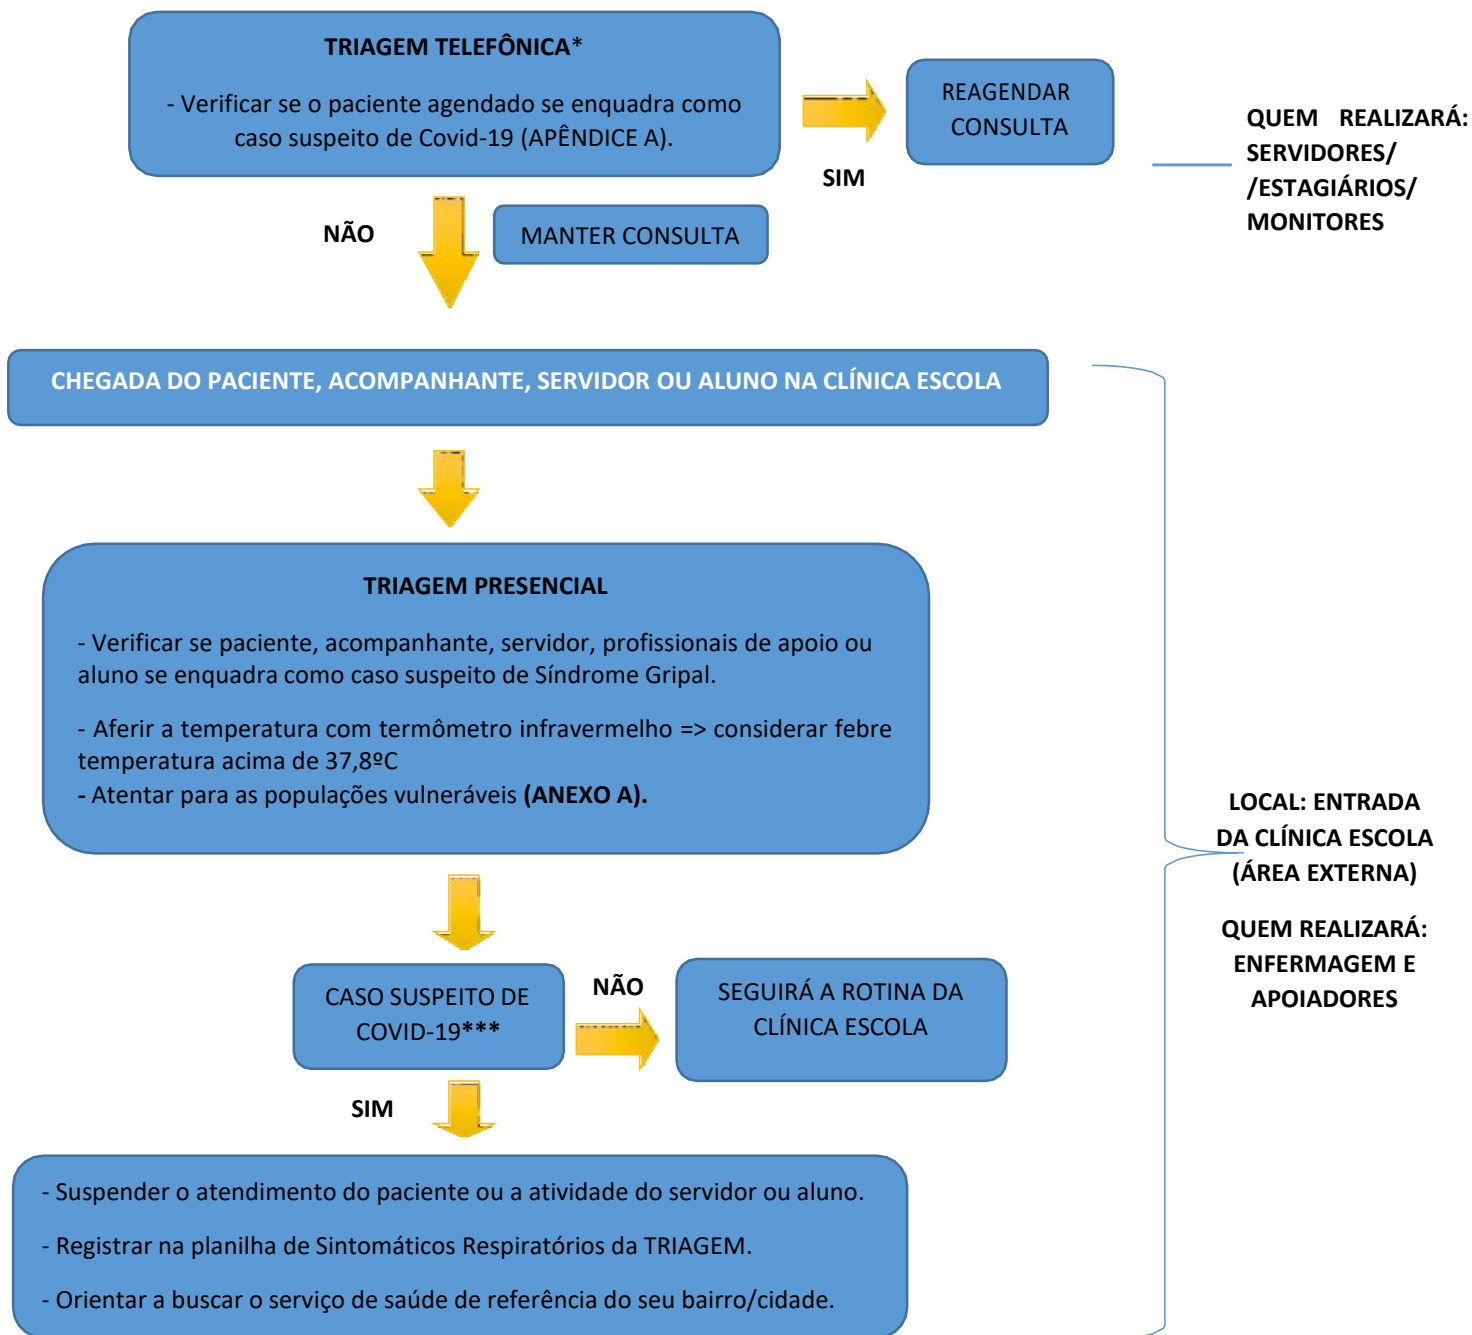 TRIAGEM TELEFÔNICA*
- Verificar se o paciente agendado se enquadra como
caso suspeito de Covid-19 (APÊNDICE A).
SIM
REAGENDAR
CONSULTA
QUEM REALIZARÁ:
SERVIDORES/
/ESTAGIÁRIOS/
MONITORES
NÃO
MANTER CONSULTA
CHEGADA DO PACIENTE, ACOMPANHANTE, SERVIDOR OU ALUNO NA CLÍNICA ESCOLA
TRIAGEM PRESENCIAL
- Verificar se paciente, acompanhante, servidor, profissionais de apoio ou
aluno se enquadra como caso suspeito de Síndrome Gripal.
- Aferir a temperatura com termômetro infravermelho => considerar febre
temperatura acima de 37,8ºC
- Atentar para as populações vulneráveis (ANEXO A).
LOCAL: ENTRADA
DA CLÍNICA ESCOLA
(ÁREA EXTERNA)
QUEM REALIZARÁ:
ENFERMAGEM E
APOIADORES
CASO SUSPEITO DE
COVID-19***
NÃO
SEGUIRÁ A ROTINA DA
CLÍNICA ESCOLA
SIM
- Suspender o atendimento do paciente ou a atividade do servidor ou aluno.
- Registrar na planilha de Sintomáticos Respiratórios da TRIAGEM.
- Orientar a buscar o serviço de saúde de referência do seu bairro/cidade.